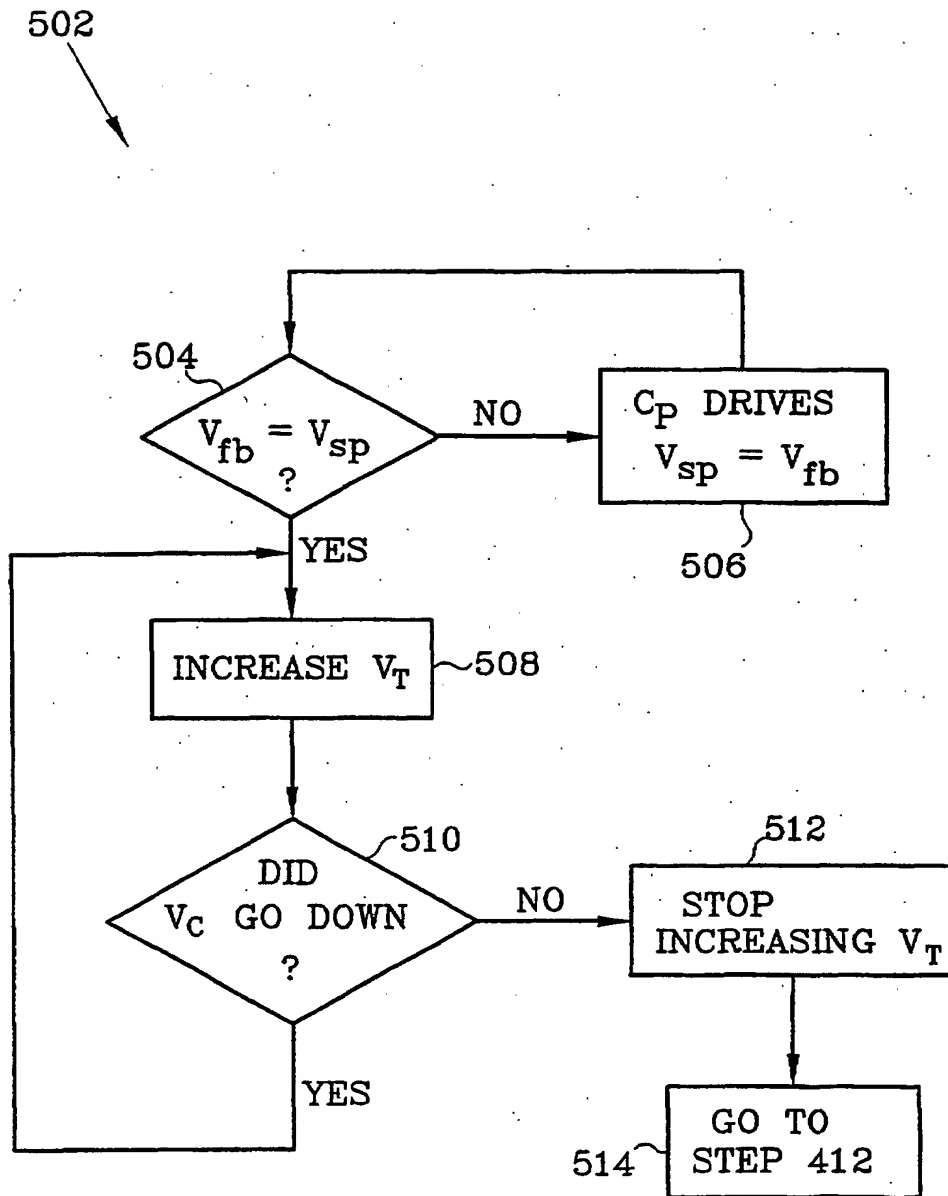 502
504
V_fb = V_sp
?
NO
C_P DRIVES
V_sp = V_fb
506
YES
INCREASE V_T
508
510
DID
V_C GO DOWN
?
NO
512
STOP
INCREASING V_T
YES
514
GO TO
STEP 412